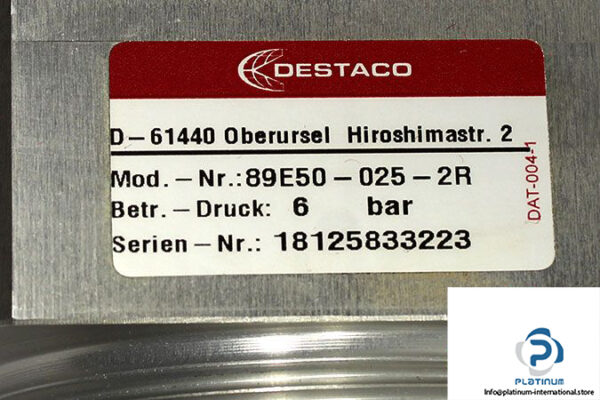 DESTACO
D-61440 Oberursel Hiroshimastr. 2
Mod.-Nr.: 89E50-025-2R
Betr.-Druck: 6 bar
Serien-Nr.: 18125833223
DAT-004-1
PLATINUM
Info@platinum-international.store